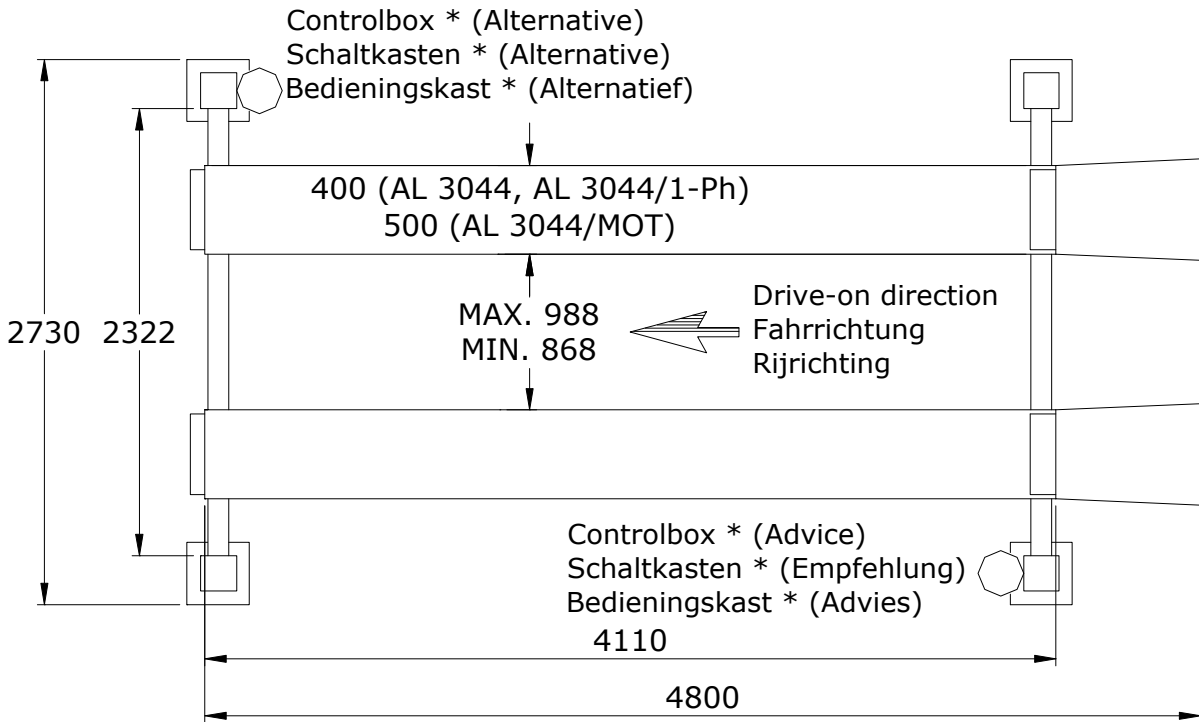 Controlbox * (Alternative)
Schaltkasten * (Alternative)
Bedieningskast * (Alternatief)
400 (AL 3044, AL 3044/1-Ph)
500 (AL 3044/MOT)
2730
2322
MAX. 988
MIN. 868
Drive-on direction
Fahrrichtung
Rijrichting
Controlbox * (Advice)
Schaltkasten * (Empfehlung)
Bedieningskast * (Advies)
4110
4800